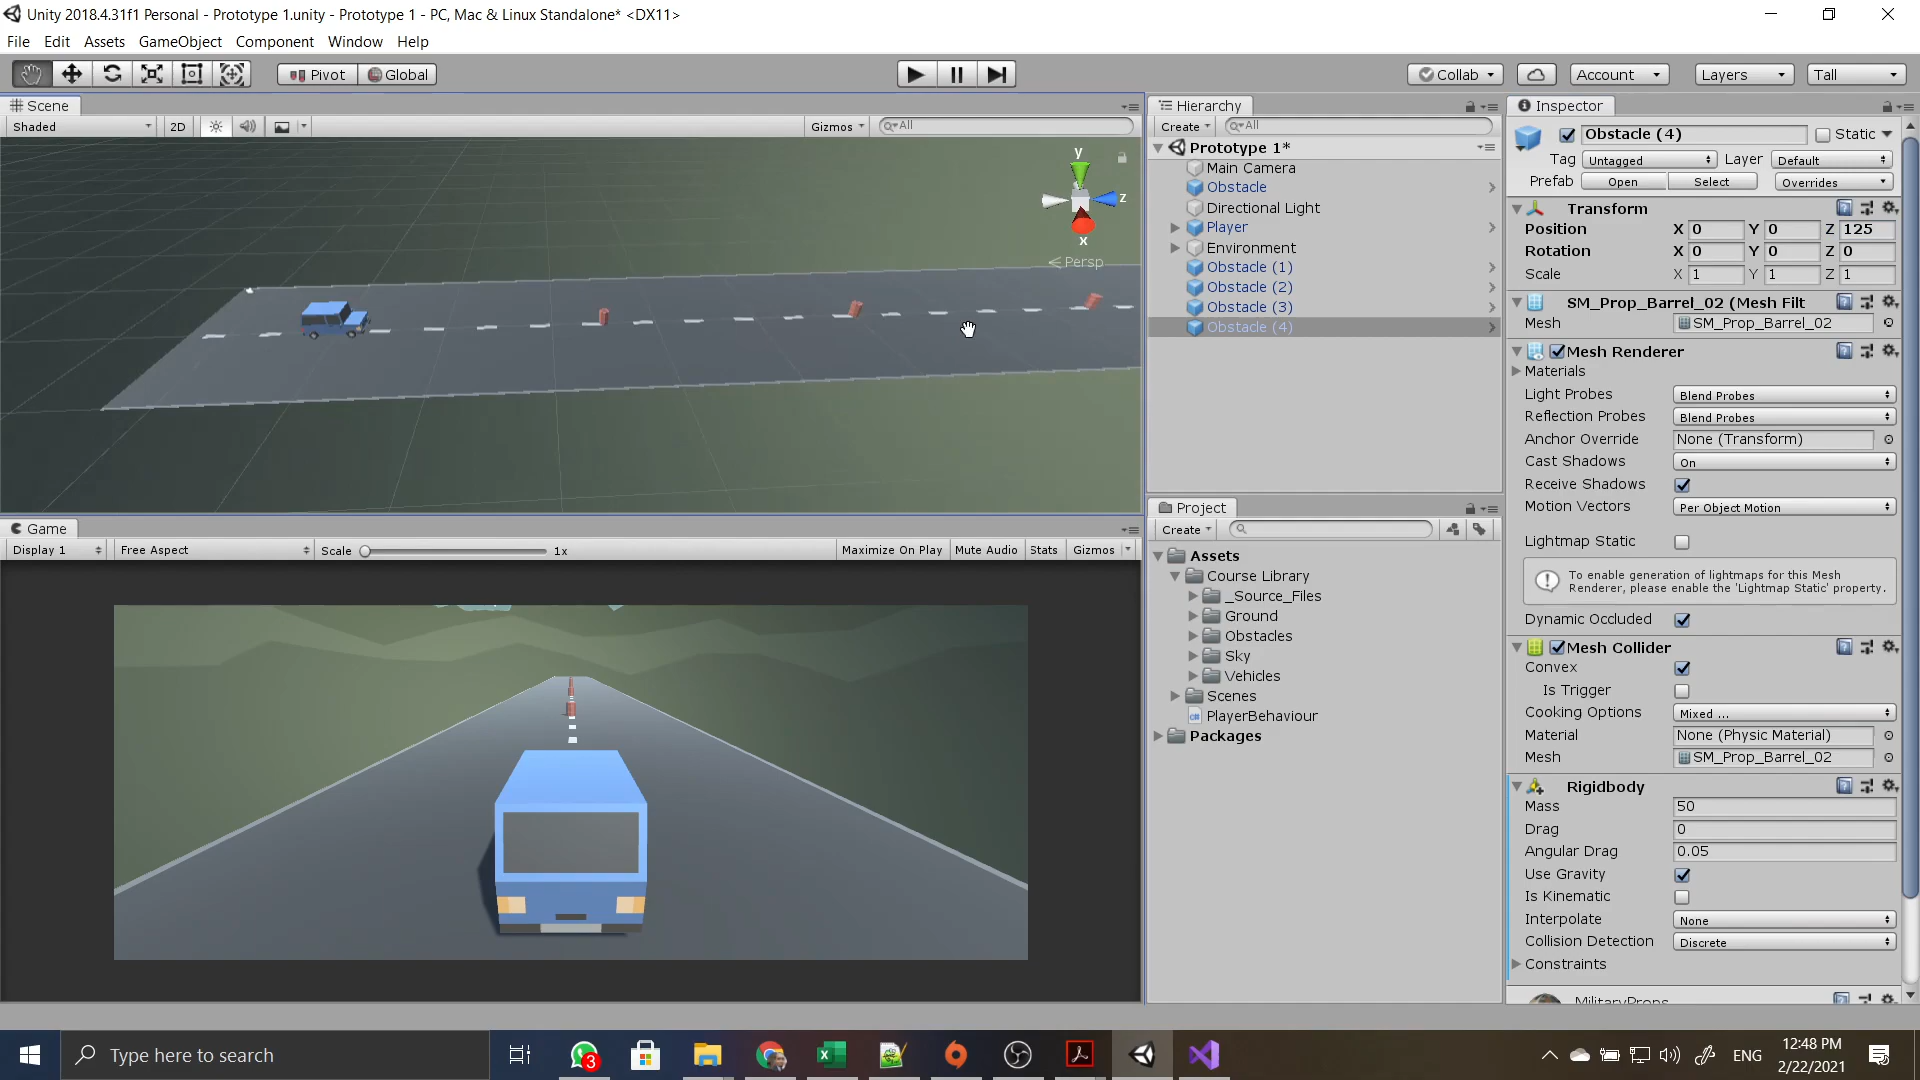 Unity 2018.4.31f1 Personal - Prototype 1.unity - Prototype 1 - PC, Mac & Linux Standalone* <DX11>
File Edit Assets GameObject Component Window Help
Pivot Global Collab Account Layers Tall
Scene
Shaded 2D Gizmos All
y
z
x
Persp
Hierarchy
Create All
Prototype 1*
Main Camera
Obstacle
Directional Light
Player
Environment
Obstacle (1)
Obstacle (2)
Obstacle (3)
Obstacle (4)
Game
Display 1 Free Aspect Scale 1x Maximize On Play Mute Audio Stats Gizmos
Project
Create
Assets
Course Library
_Source_Files
Ground
Obstacles
Sky
Vehicles
Scenes
PlayerBehaviour
Packages
Inspector
Obstacle (4) Static
Tag Untagged Layer Default
Prefab Open Select Overrides
Transform
Position X 0 Y 0 Z 125
Rotation X 0 Y 0 Z 0
Scale X 1 Y 1 Z 1
SM_Prop_Barrel_02 (Mesh Filt
Mesh SM_Prop_Barrel_02
Mesh Renderer
Materials
Light Probes Blend Probes
Reflection Probes Blend Probes
Anchor Override None (Transform)
Cast Shadows On
Receive Shadows
Motion Vectors Per Object Motion
Lightmap Static
To enable generation of lightmaps for this Mesh
Renderer, please enable the 'Lightmap Static' property.
Dynamic Occluded
Mesh Collider
Convex
Is Trigger
Cooking Options Mixed ...
Material None (Physic Material)
Mesh SM_Prop_Barrel_02
Rigidbody
Mass 50
Drag 0
Angular Drag 0.05
Use Gravity
Is Kinematic
Interpolate None
Collision Detection Discrete
Constraints
MilitaryProps
Type here to search
3
ENG
12:48 PM
2/22/2021